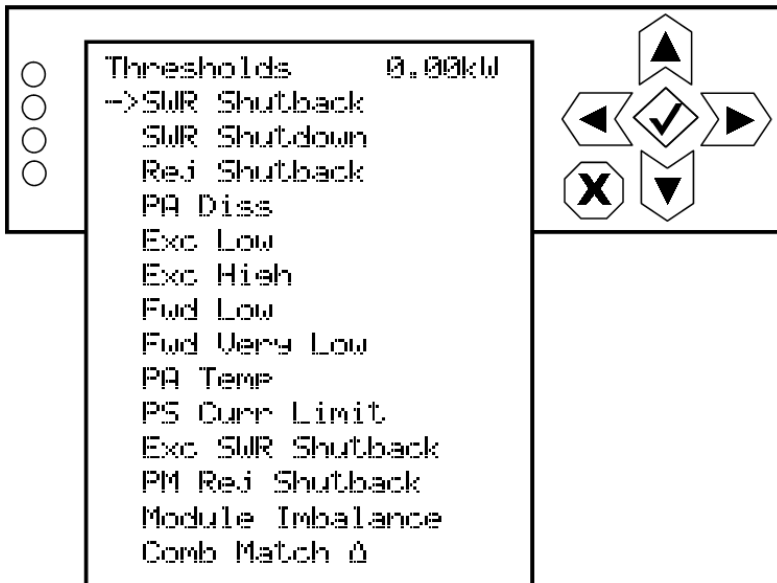 Thresholds 0.00kW
->SWR Shutback
SWR Shutdown
Rej Shutback
PA Diss
Exc Low
Exc High
Fwd Low
Fwd Very Low
PA Temp
PS Curr Limit
Exc SWR Shutback
PM Rej Shutback
Module Imbalance
Comb Match Δ
X